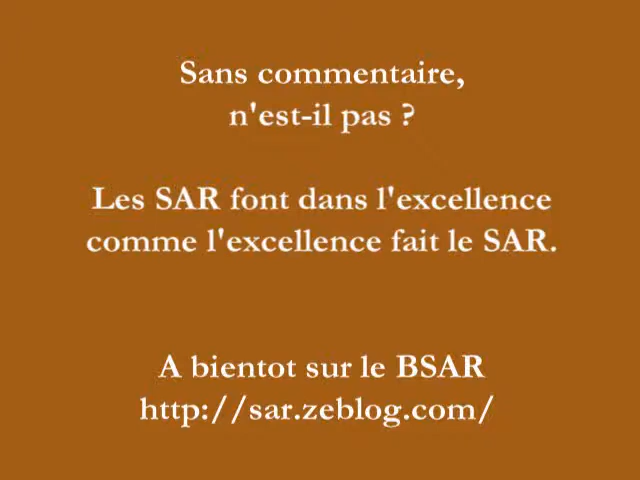 Sans commentaire,
n'est-il pas ?
Les SAR font dans l'excellence
comme l'excellence fait le SAR.
A bientot sur le BSAR
http://sar.zeblog.com/